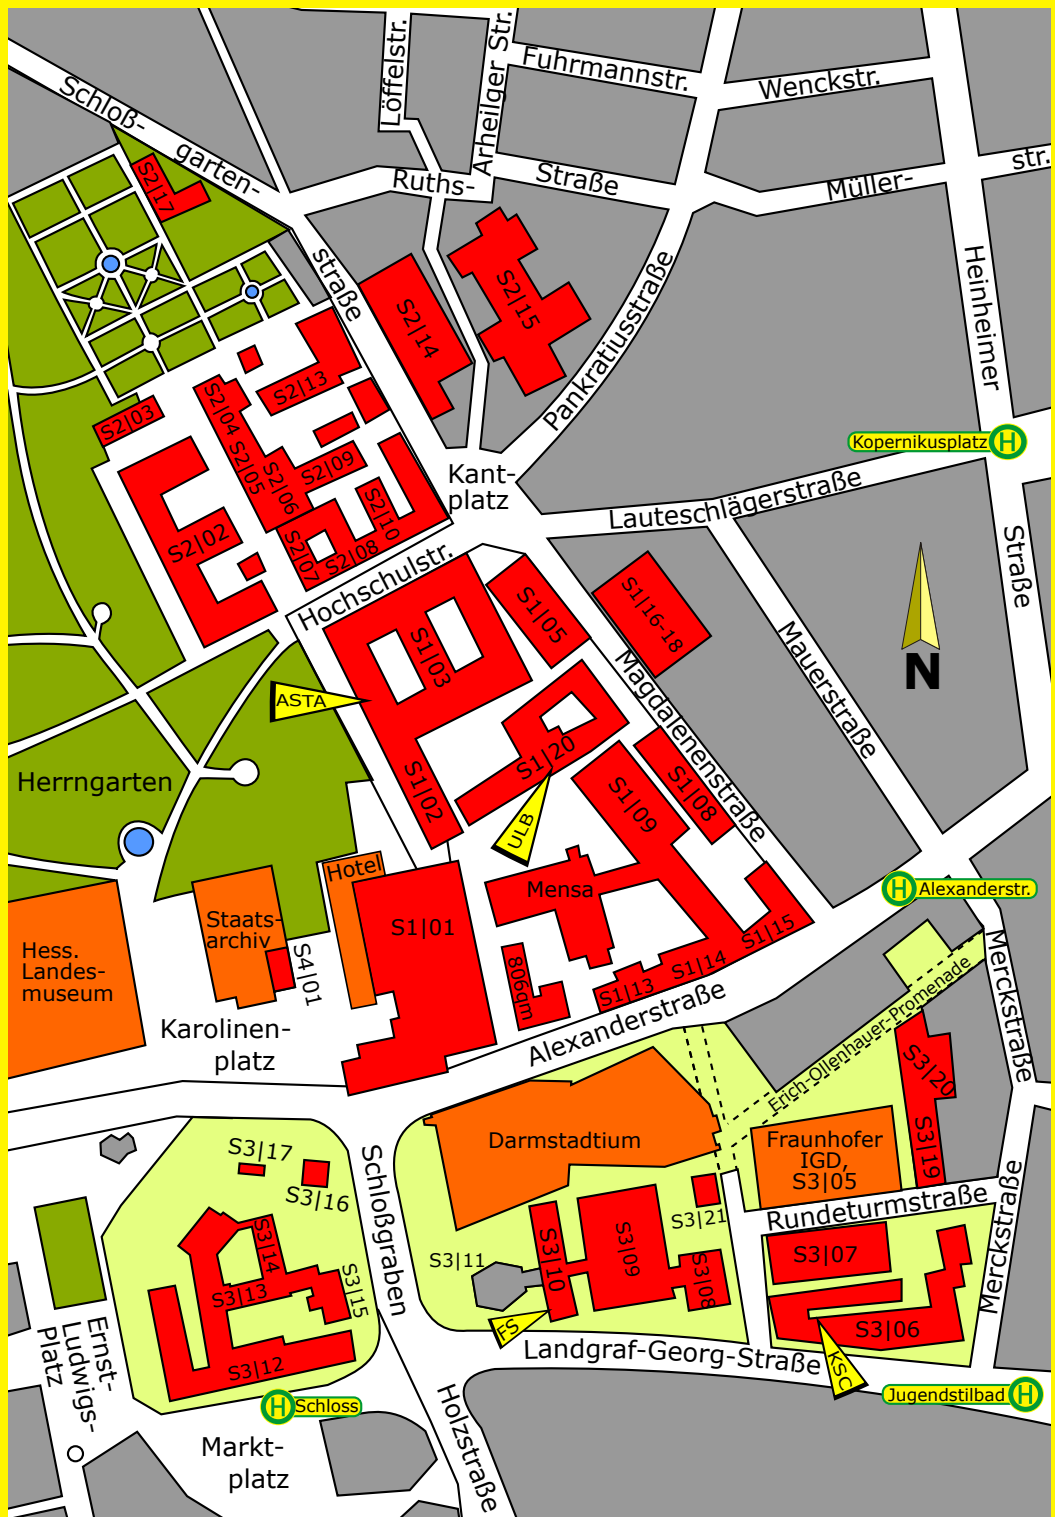 Löffelstr.
Arheilger Str.
Fuhrmannstr.
Wenckstr.
Schloß-
garten-
straße
Ruths-
Straße
Müller-
str.
S2|17
Heinheimer
Straße
S2|14
S2|15
Pankratiusstraße
S2|13
S2|03
S2|04
S2|05
S2|06
S2|09
S2|10
S2|02
S2|07
S2|08
Kopernikusplatz
H
Kant-
platz
Lauteschlägerstraße
Hochschulstr.
S1|05
S1|16-18
S1|03
Magdalenenstraße
Mauerstraße
N
ASTA
Herrngarten
S1|02
S1|20
S1|09
S1|08
ULB
Hotel
Mensa
H
Alexanderstr.
S1|01
Staats-
archiv
S4|01
Hess.
Landes-
museum
806qm
S1|13
S1|14
S1|15
Karolinen-
platz
Alexanderstraße
Erich-Ollenhauer-Promenade
Merckstraße
S3|20
S3|19
Darmstadtium
Fraunhofer
IGD,
S3|05
S3|17
S3|16
Schloßgraben
S3|14
S3|13
S3|15
S3|12
S3|11
S3|10
S3|09
S3|21
S3|08
Rundeturmstraße
S3|07
S3|06
Merckstraße
FS
KSC
Landgraf-Georg-Straße
Jugendstilbad
H
Ernst-
Ludwigs-
Platz
H
Schloss
Markt-
platz
Holzstraße